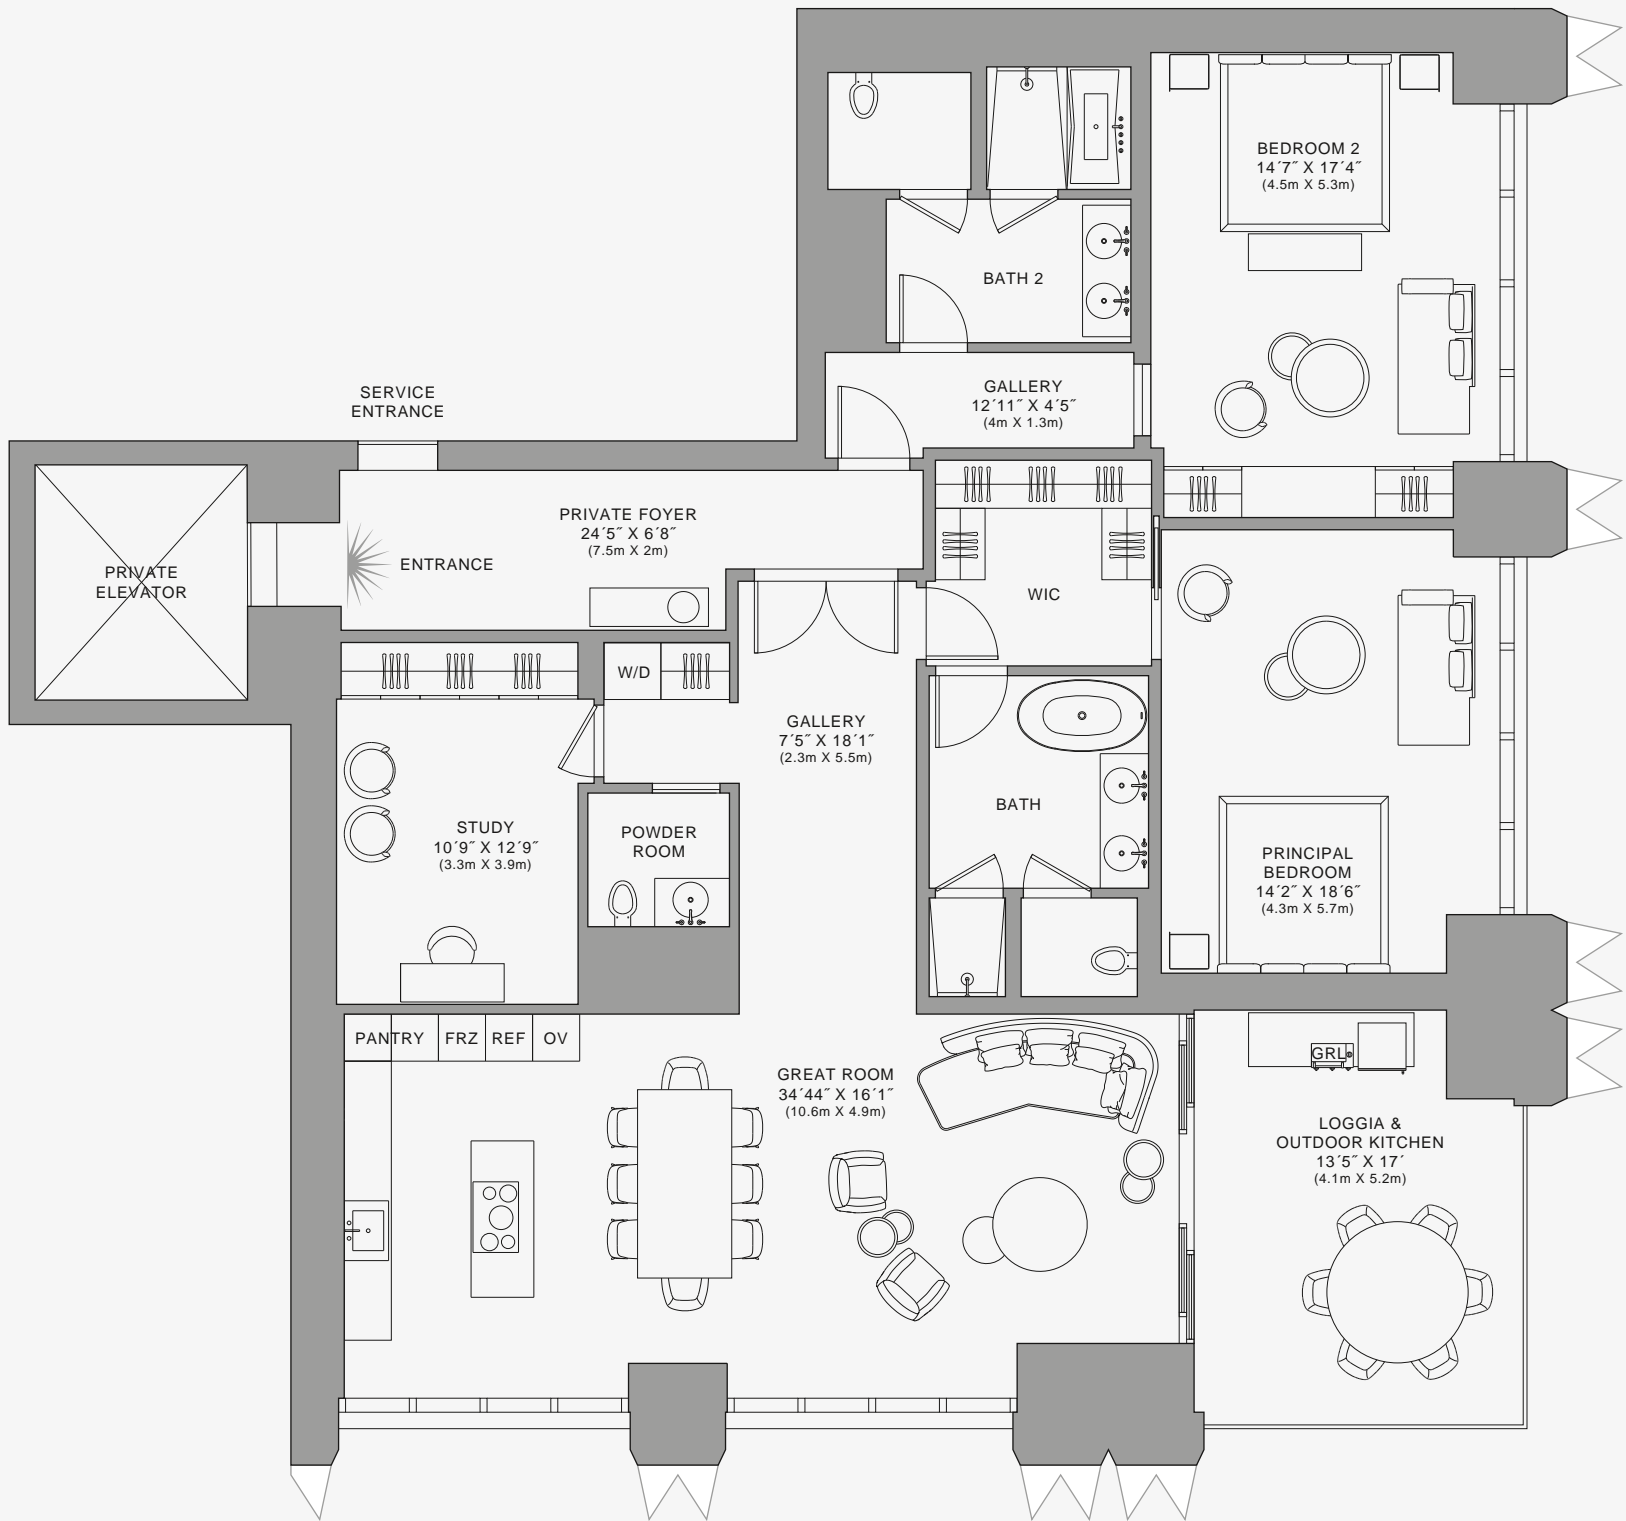 BEDROOM 2
14´7˝ X 17´4˝
(4.5m X 5.3m)
BATH 2
GALLERY
12´11˝ X 4´5˝
(4m X 1.3m)
SERVICE
ENTRANCE
PRIVATE FOYER
24´5˝ X 6´8˝
(7.5m X 2m)
ENTRANCE
PRIVATE
ELEVATOR
WIC
W/D
GALLERY
7´5˝ X 18´1˝
(2.3m X 5.5m)
BATH
STUDY
10´9˝ X 12´9˝
(3.3m X 3.9m)
POWDER
ROOM
PRINCIPAL
BEDROOM
14´2˝ X 18´6˝
(4.3m X 5.7m)
PANTRY
FRZ
REF
OV
GREAT ROOM
34´44˝ X 16´1˝
(10.6m X 4.9m)
GRL
LOGGIA &
OUTDOOR KITCHEN
13´5˝ X 17´
(4.1m X 5.2m)